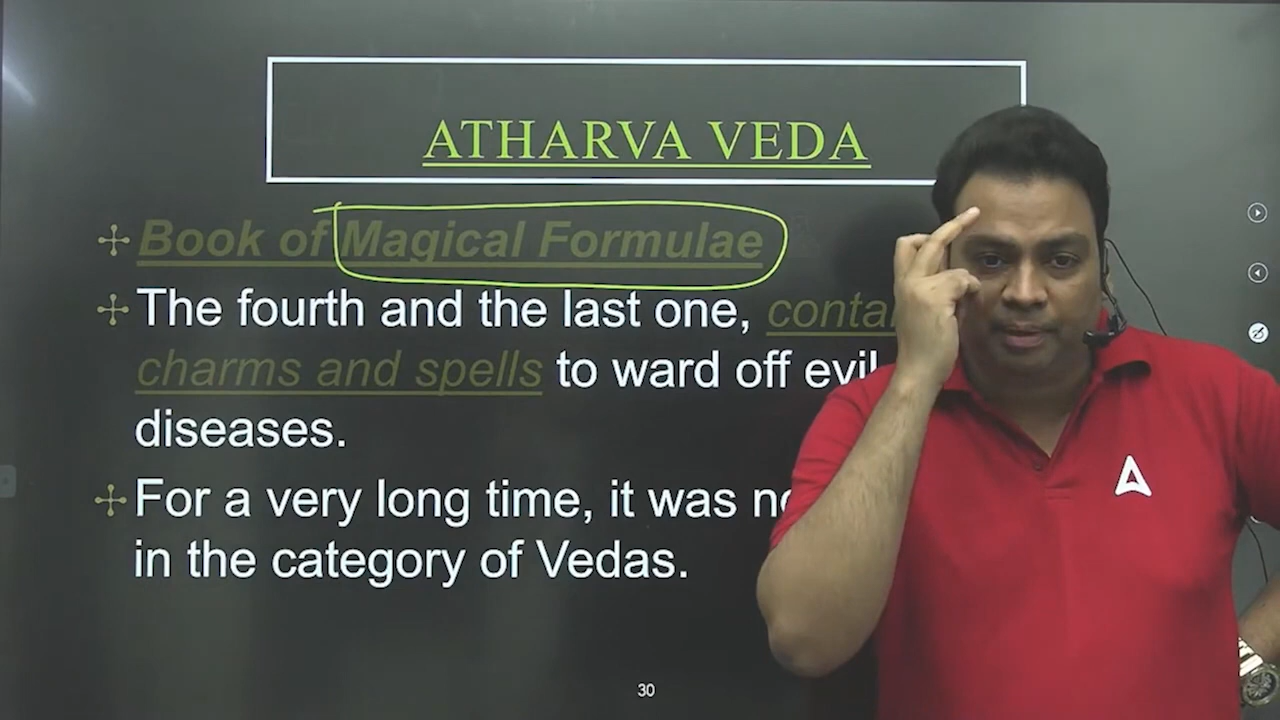 ATHARVA VEDA
Book of Magical Formulae
The fourth and the last one,
charms and spells to ward off evil
diseases.
For a very long time, it was
in the category of Vedas.
30